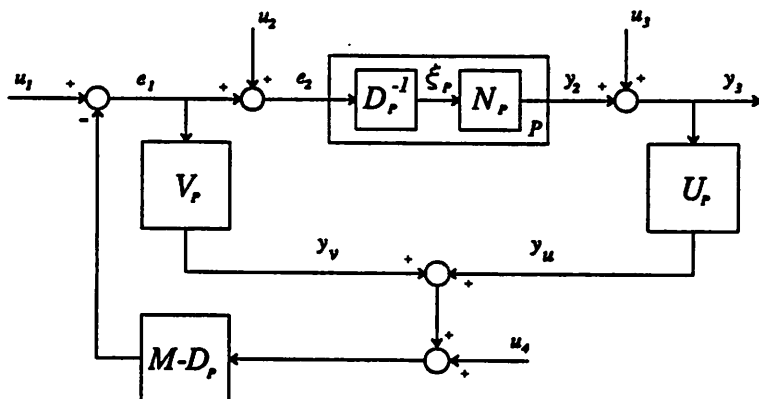 u₂
u₃
u₁ + e₁ + + e₂ D_P⁻¹ ξ_P N_P P y₂ + + y₃
-
V_P
U_P
y_v + + y_u
+
M-D_P + u₄